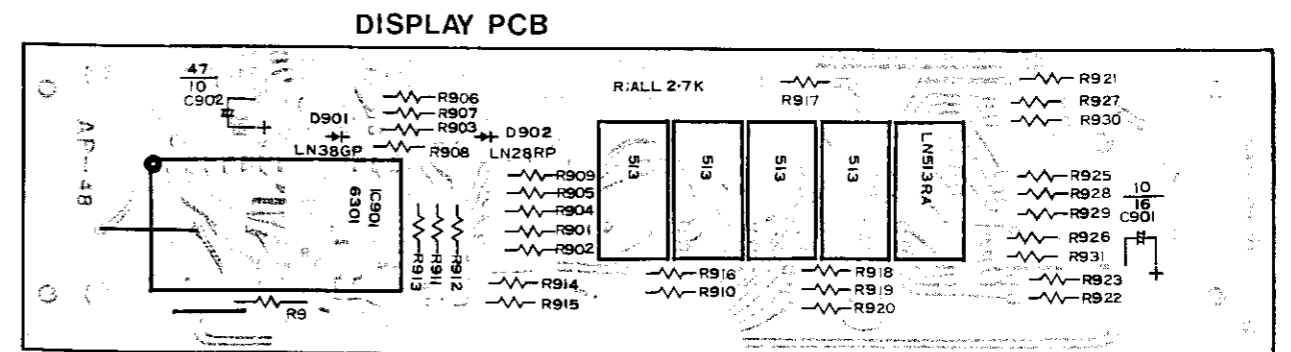 DISPLAY PCB
47
10
C902
AP-48
D901
LN38GP
R906
R907
R903
R908
D902
LN28RP
R:ALL 2.7K
R917
R921
R927
R930
IC901
6301
R909
R905
R904
R901
R902
513
513
513
513
LN513RA
R925
R928
R929
R926
R931
R923
R922
10
16
C901
R913
R911
R912
R914
R915
R916
R910
R918
R919
R920
R9